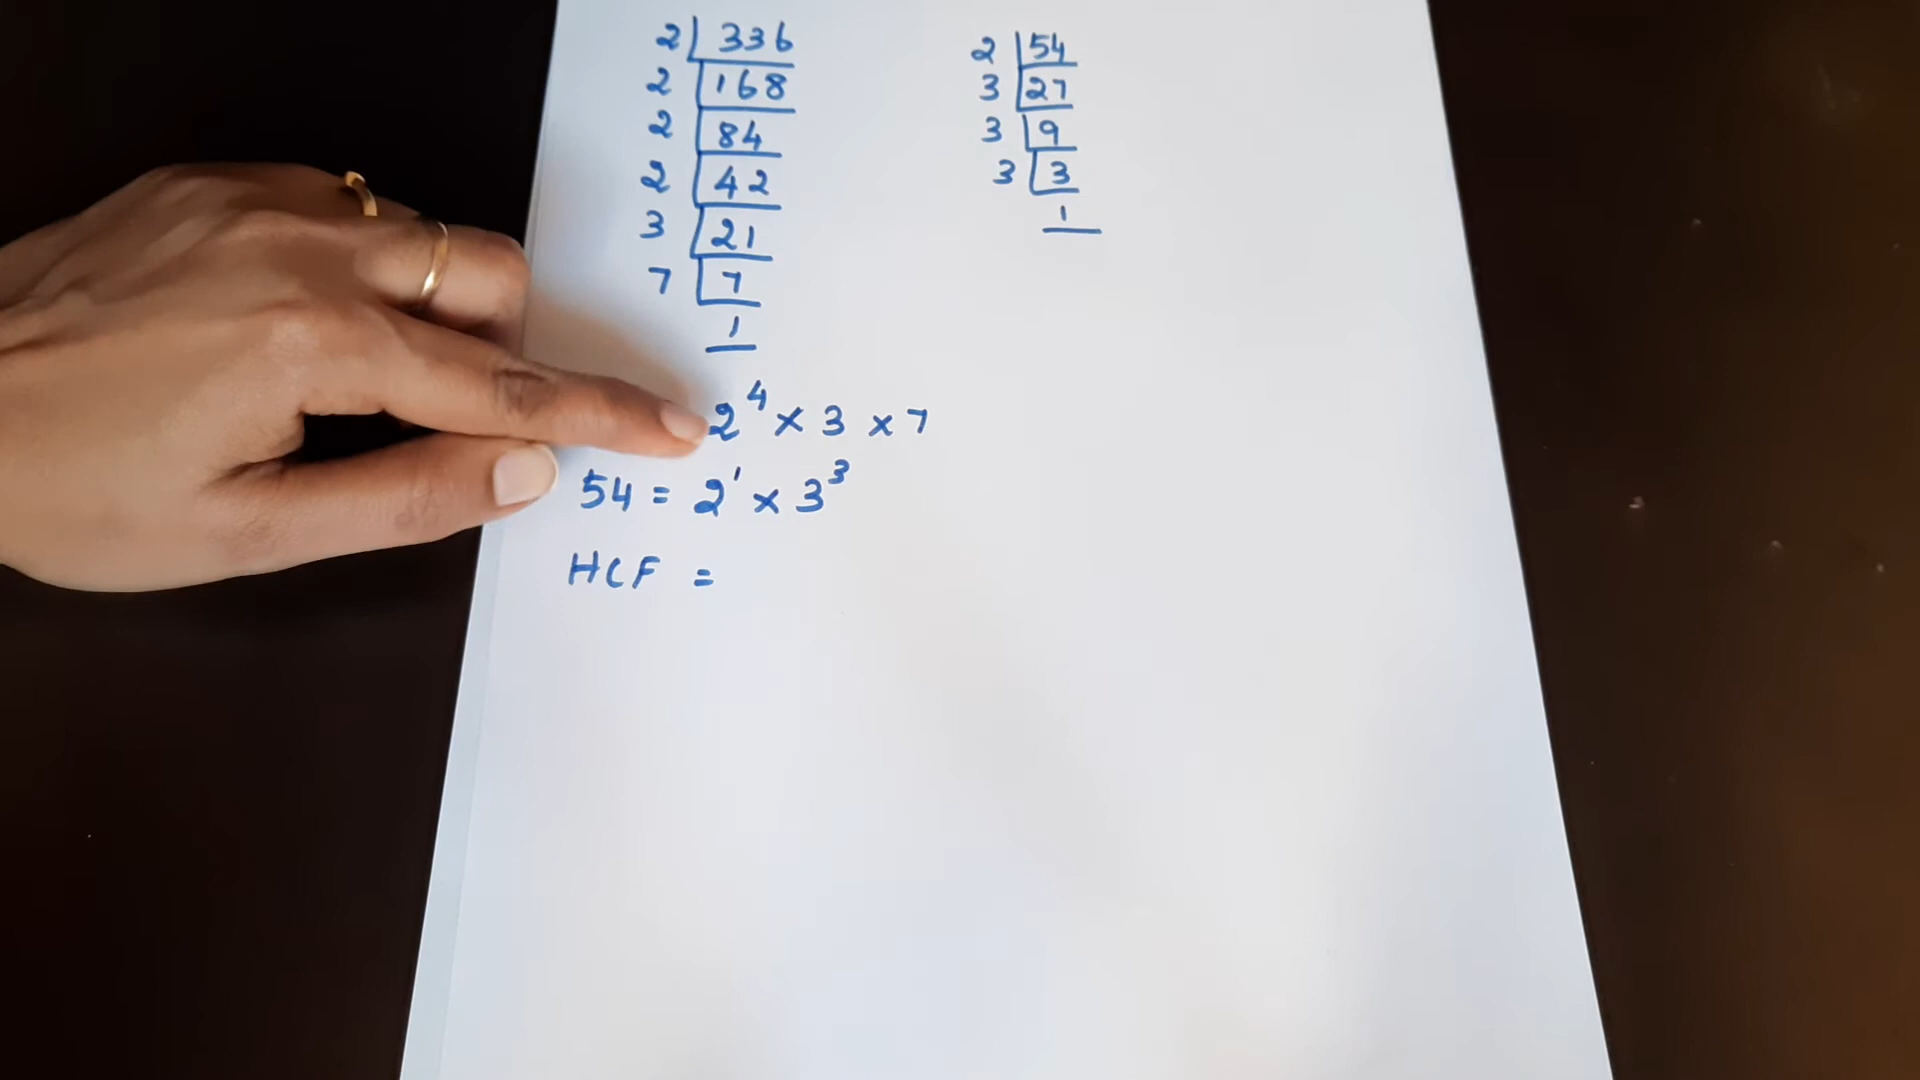 2 | 336
2 | 168
2 | 84
2 | 42
3 | 21
7 | 7
1
2 | 54
3 | 27
3 | 9
3 | 3
1
2⁴ × 3 × 7
54 = 2¹ × 3³
HCF =